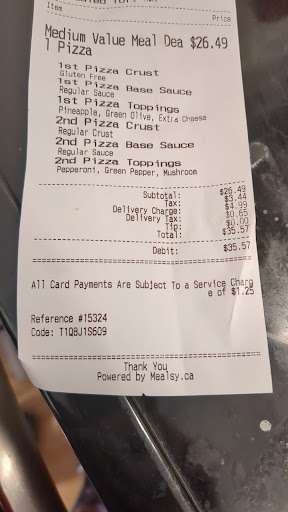 Item Price
Medium Value Meal Dea $26.49
1 Pizza
1st Pizza Crust
Gluten Free
1st Pizza Base Sauce
Regular Sauce
1st Pizza Toppings
Pineapple, Green Olive, Extra Cheese
2nd Pizza Crust
Regular Crust
2nd Pizza Base Sauce
Regular Sauce
2nd Pizza Toppings
Pepperoni, Green Pepper, Mushroom
Subtotal: $26.49
Tax: $3.44
Delivery Charge: $4.99
Delivery Tax: $0.65
Tip: $0.00
Total: $35.57
Debit: $35.57
All Card Payments Are Subject To a Service Charg
e of $1.25
Reference #15324
Code: T1Q8J1S6O9
Thank You
Powered by Mealsy.ca